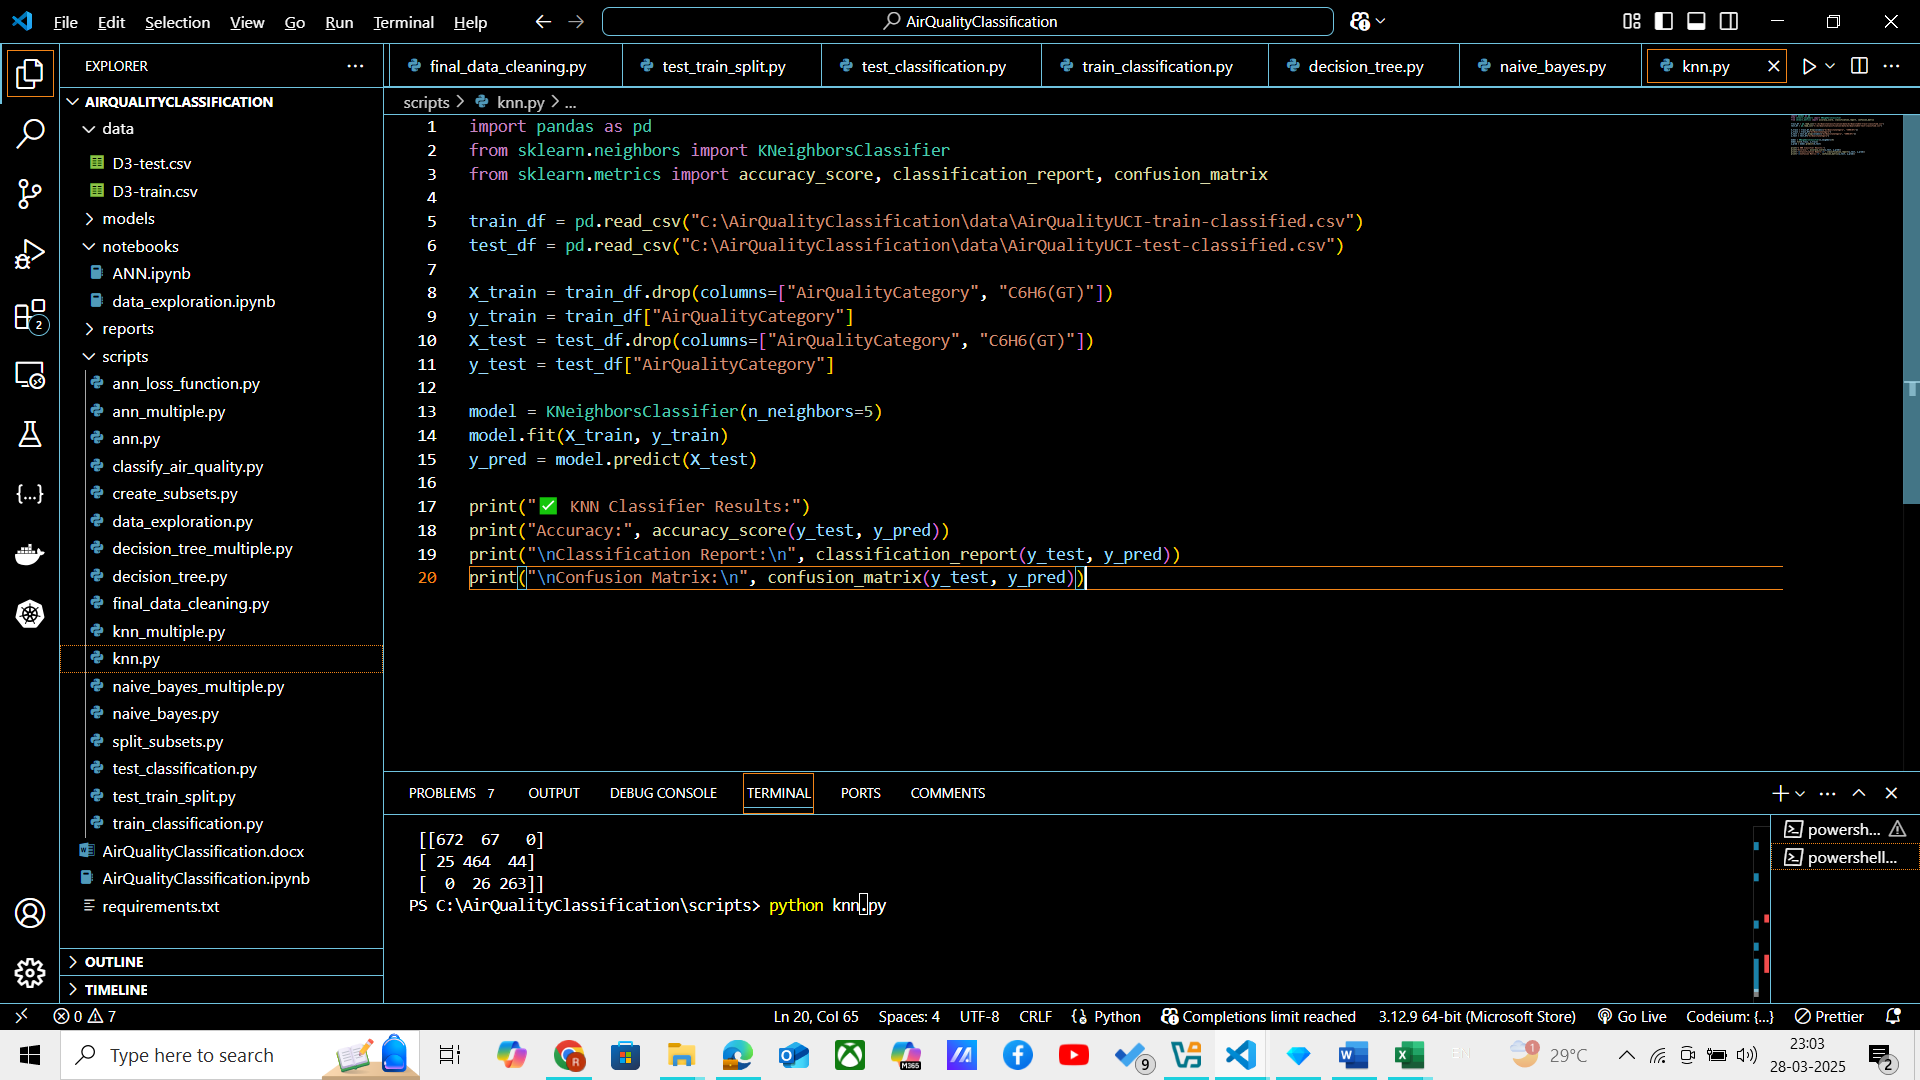 File Edit Selection View Go Run Terminal Help
AirQualityClassification
EXPLORER
final_data_cleaning.py test_train_split.py test_classification.py train_classification.py decision_tree.py naive_bayes.py knn.py
scripts > knn.py > ...
AIRQUALITYCLASSIFICATION
data
D3-test.csv
D3-train.csv
models
notebooks
ANN.ipynb
data_exploration.ipynb
reports
scripts
ann_loss_function.py
ann_multiple.py
ann.py
classify_air_quality.py
create_subsets.py
data_exploration.py
decision_tree_multiple.py
decision_tree.py
final_data_cleaning.py
knn_multiple.py
knn.py
naive_bayes_multiple.py
naive_bayes.py
split_subsets.py
test_classification.py
test_train_split.py
train_classification.py
AirQualityClassification.docx
AirQualityClassification.ipynb
requirements.txt
OUTLINE
TIMELINE
2
1 import pandas as pd
2 from sklearn.neighbors import KNeighborsClassifier
3 from sklearn.metrics import accuracy_score, classification_report, confusion_matrix
4
5 train_df = pd.read_csv("C:\AirQualityClassification\data\AirQualityUCI-train-classified.csv")
6 test_df = pd.read_csv("C:\AirQualityClassification\data\AirQualityUCI-test-classified.csv")
7
8 X_train = train_df.drop(columns=["AirQualityCategory", "C6H6(GT)"])
9 y_train = train_df["AirQualityCategory"]
10 X_test = test_df.drop(columns=["AirQualityCategory", "C6H6(GT)"])
11 y_test = test_df["AirQualityCategory"]
12
13 model = KNeighborsClassifier(n_neighbors=5)
14 model.fit(X_train, y_train)
15 y_pred = model.predict(X_test)
16
17 print("✅ KNN Classifier Results:")
18 print("Accuracy:", accuracy_score(y_test, y_pred))
19 print("\nClassification Report:\n", classification_report(y_test, y_pred))
20 print("\nConfusion Matrix:\n", confusion_matrix(y_test, y_pred))
PROBLEMS 7 OUTPUT DEBUG CONSOLE TERMINAL PORTS COMMENTS
[[672 67 0]
[ 25 464 44]
[ 0 26 263]]
PS C:\AirQualityClassification\scripts> python knn.py
powersh...
powershell...
0 7 Ln 20, Col 65 Spaces: 4 UTF-8 CRLF Python Completions limit reached 3.12.9 64-bit (Microsoft Store) Go Live Codeium: {...} Prettier
Type here to search
M365
9
1
29°C
23:03
28-03-2025
2